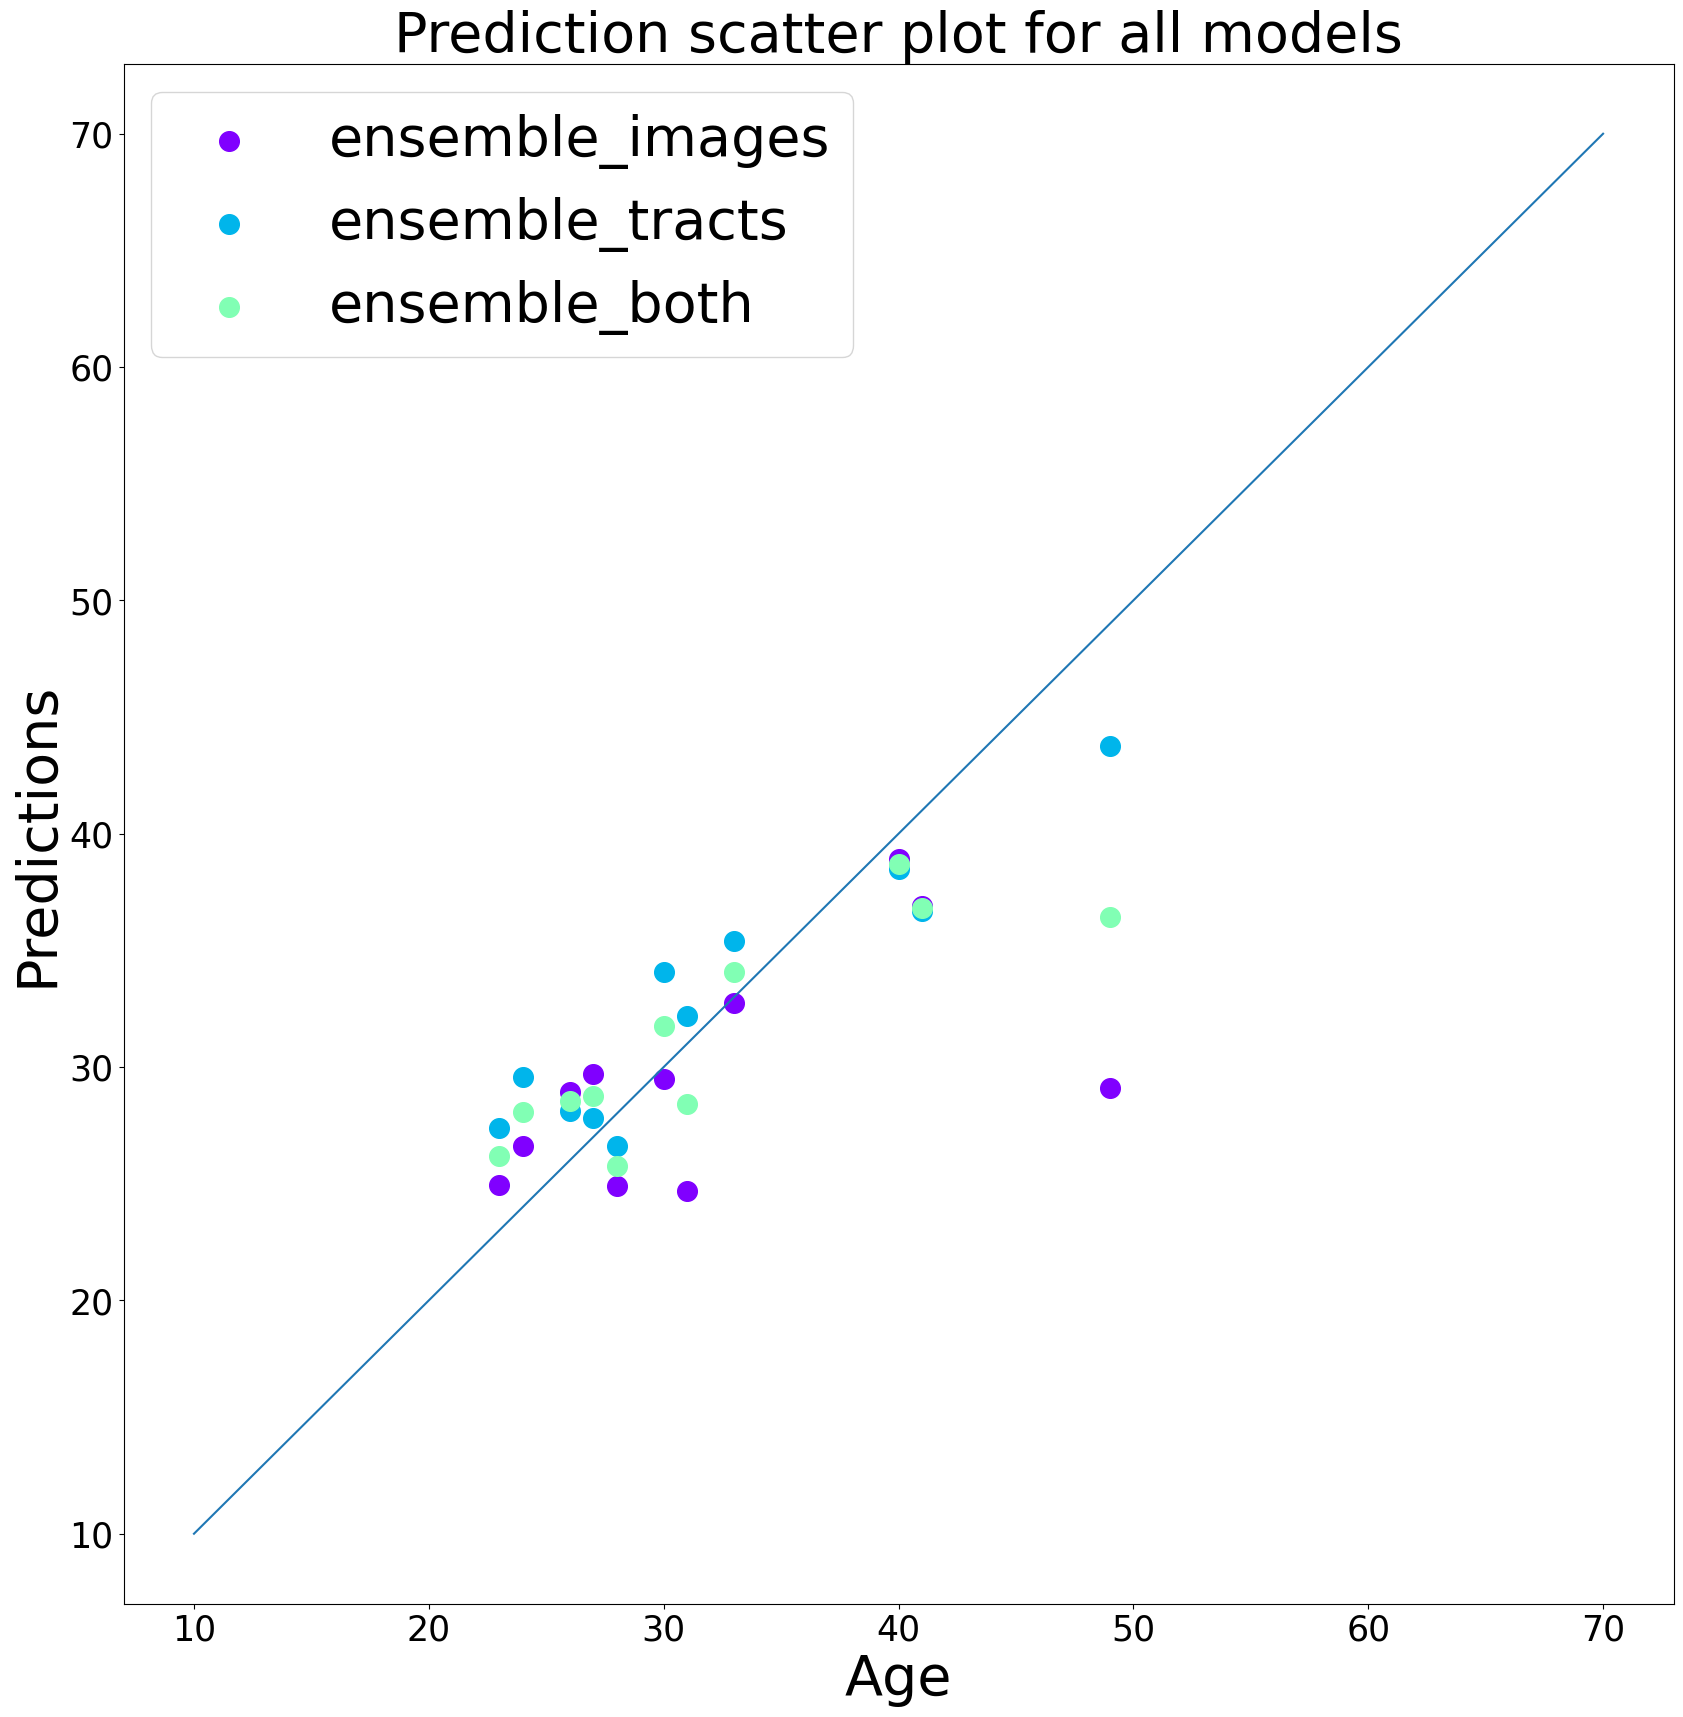 Prediction scatter plot for all models
ensemble_images
ensemble_tracts
ensemble_both
Predictions
70
60
50
40
30
20
10
10 20 30 40 50 60 70
Age